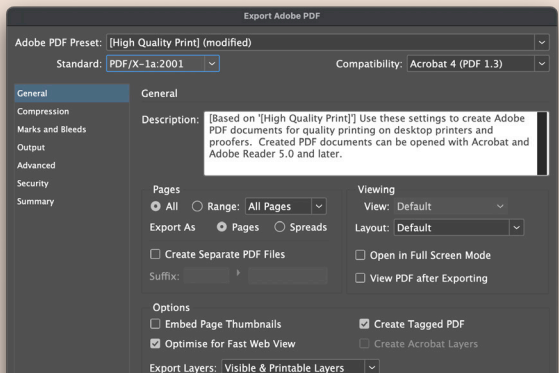 Export Adobe PDF
Adobe PDF Preset: [High Quality Print] (modified)
Standard: PDF/X-1a:2001
Compatibility: Acrobat 4 (PDF 1.3)
General
Compression
Marks and Bleeds
Output
Advanced
Security
Summary
General
Description: [Based on '[High Quality Print]'] Use these settings to create Adobe
PDF documents for quality printing on desktop printers and
proofers.  Created PDF documents can be opened with Acrobat and
Adobe Reader 5.0 and later.
Pages
All Range: All Pages
Export As Pages Spreads
Create Separate PDF Files
Suffix:
Viewing
View: Default
Layout: Default
Open in Full Screen Mode
View PDF after Exporting
Options
Embed Page Thumbnails
Optimise for Fast Web View
Create Tagged PDF
Create Acrobat Layers
Export Layers: Visible & Printable Layers